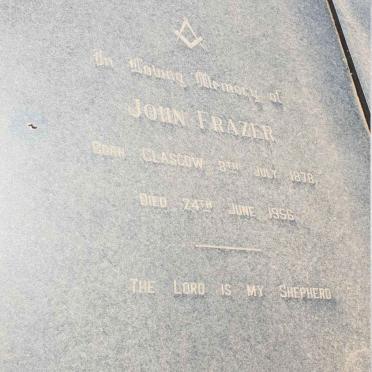 In Loving Memory of
JOHN FRAZER
BORN GLASGOW 8TH JULY 1878
DIED 24TH JUNE 1956
THE LORD IS MY SHEPHERD